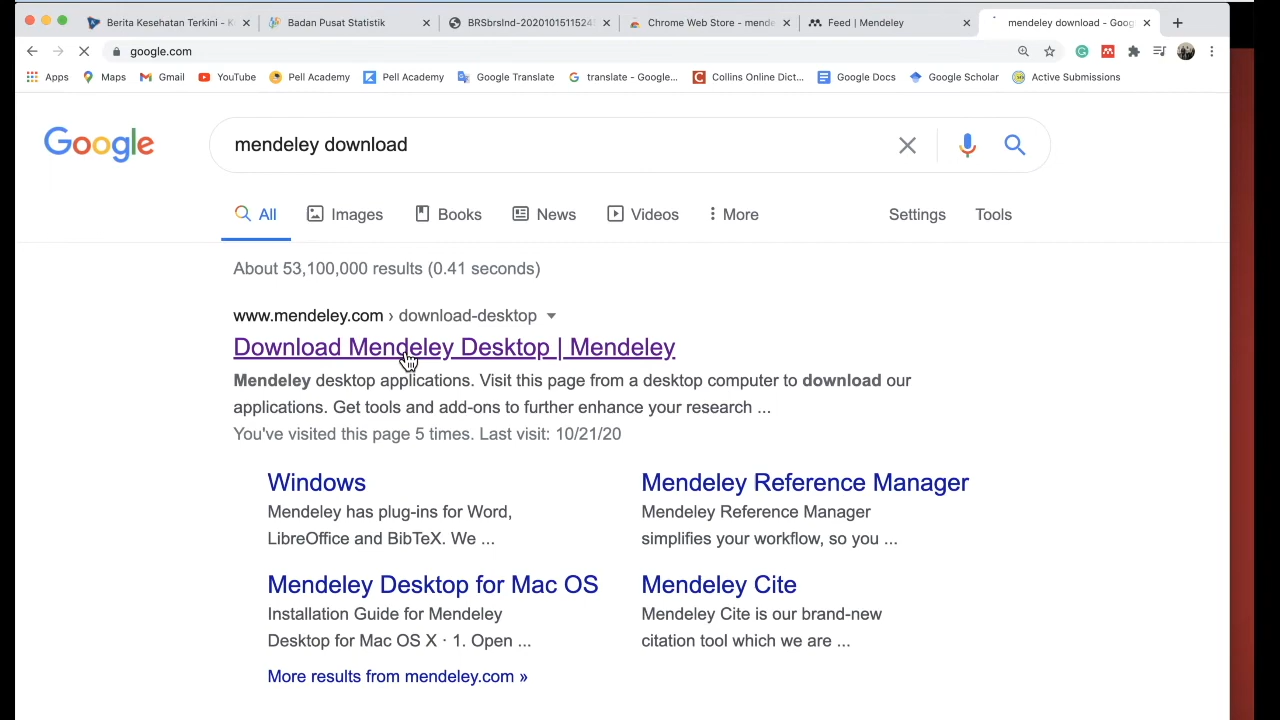 Berita Kesehatan Terkini - K
Badan Pusat Statistik
BRSbrsInd-2020101511524
Chrome Web Store - mende
Feed | Mendeley
mendeley download - Goog
google.com
Apps
Maps
Gmail
YouTube
Pell Academy
Pell Academy
Google Translate
translate - Google...
Collins Online Dict...
Google Docs
Google Scholar
Active Submissions
Google
mendeley download
All
Images
Books
News
Videos
More
Settings
Tools
About 53,100,000 results (0.41 seconds)
www.mendeley.com › download-desktop
Download Mendeley Desktop | Mendeley
Mendeley desktop applications. Visit this page from a desktop computer to download our
applications. Get tools and add-ons to further enhance your research ...
You've visited this page 5 times. Last visit: 10/21/20
Windows
Mendeley has plug-ins for Word,
LibreOffice and BibTeX. We ...
Mendeley Reference Manager
Mendeley Reference Manager
simplifies your workflow, so you ...
Mendeley Desktop for Mac OS
Installation Guide for Mendeley
Desktop for Mac OS X · 1. Open ...
Mendeley Cite
Mendeley Cite is our brand-new
citation tool which we are ...
More results from mendeley.com »